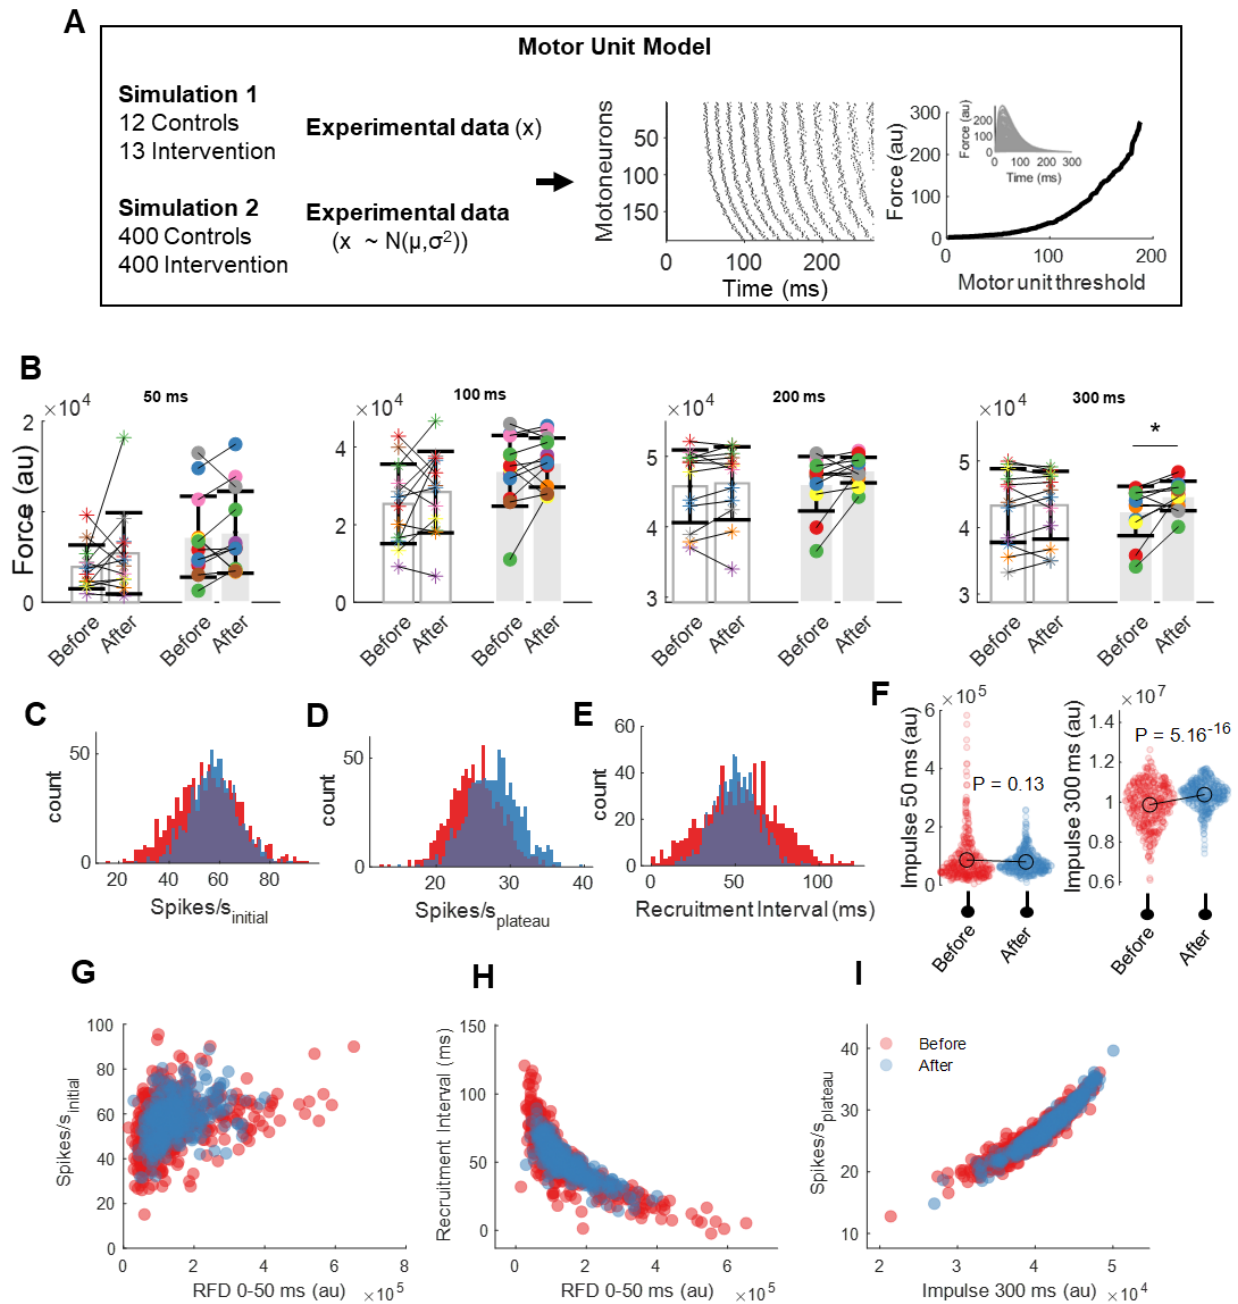 A
Motor Unit Model
Simulation 1
12 Controls
13 Intervention
Experimental data (x)
Simulation 2
400 Controls
400 Intervention
Experimental data
(x ~ N(μ,σ²))
Motoneurons
50
100
150
100
200
Time (ms)
Force (au)
300
200
100
0
0
100
200
Motor unit threshold
Force (au)
200
100
0
0
100
200
300
Time (ms)
B
×10⁴
50 ms
2
0
Force (au)
Before
After
Before
After
×10⁴
100 ms
4
2
0
Before
After
Before
After
×10⁴
200 ms
5
4
3
Before
After
Before
After
×10⁴
300 ms
*
5
4
3
Before
After
Before
After
C
count
50
0
20
40
60
80
Spikes/s initial
D
count
50
0
20
30
40
Spikes/s plateau
E
count
60
40
20
0
0
50
100
Recruitment Interval (ms)
F
×10⁵
Impulse 50 ms (au)
6
4
2
0
P = 0.13
Before
After
×10⁷
Impulse 300 ms (au)
1.4
1.2
1
0.8
0.6
P = 5.16⁻¹⁶
Before
After
G
Spikes/s initial
100
80
60
40
20
0
0
2
4
6
8
RFD 0-50 ms (au)
×10⁵
H
Recruitment Interval (ms)
150
100
50
0
0
2
4
6
RFD 0-50 ms (au)
×10⁵
I
Spikes/s plateau
40
30
20
10
Before
After
2
3
4
5
Impulse 300 ms (au)
×10⁴